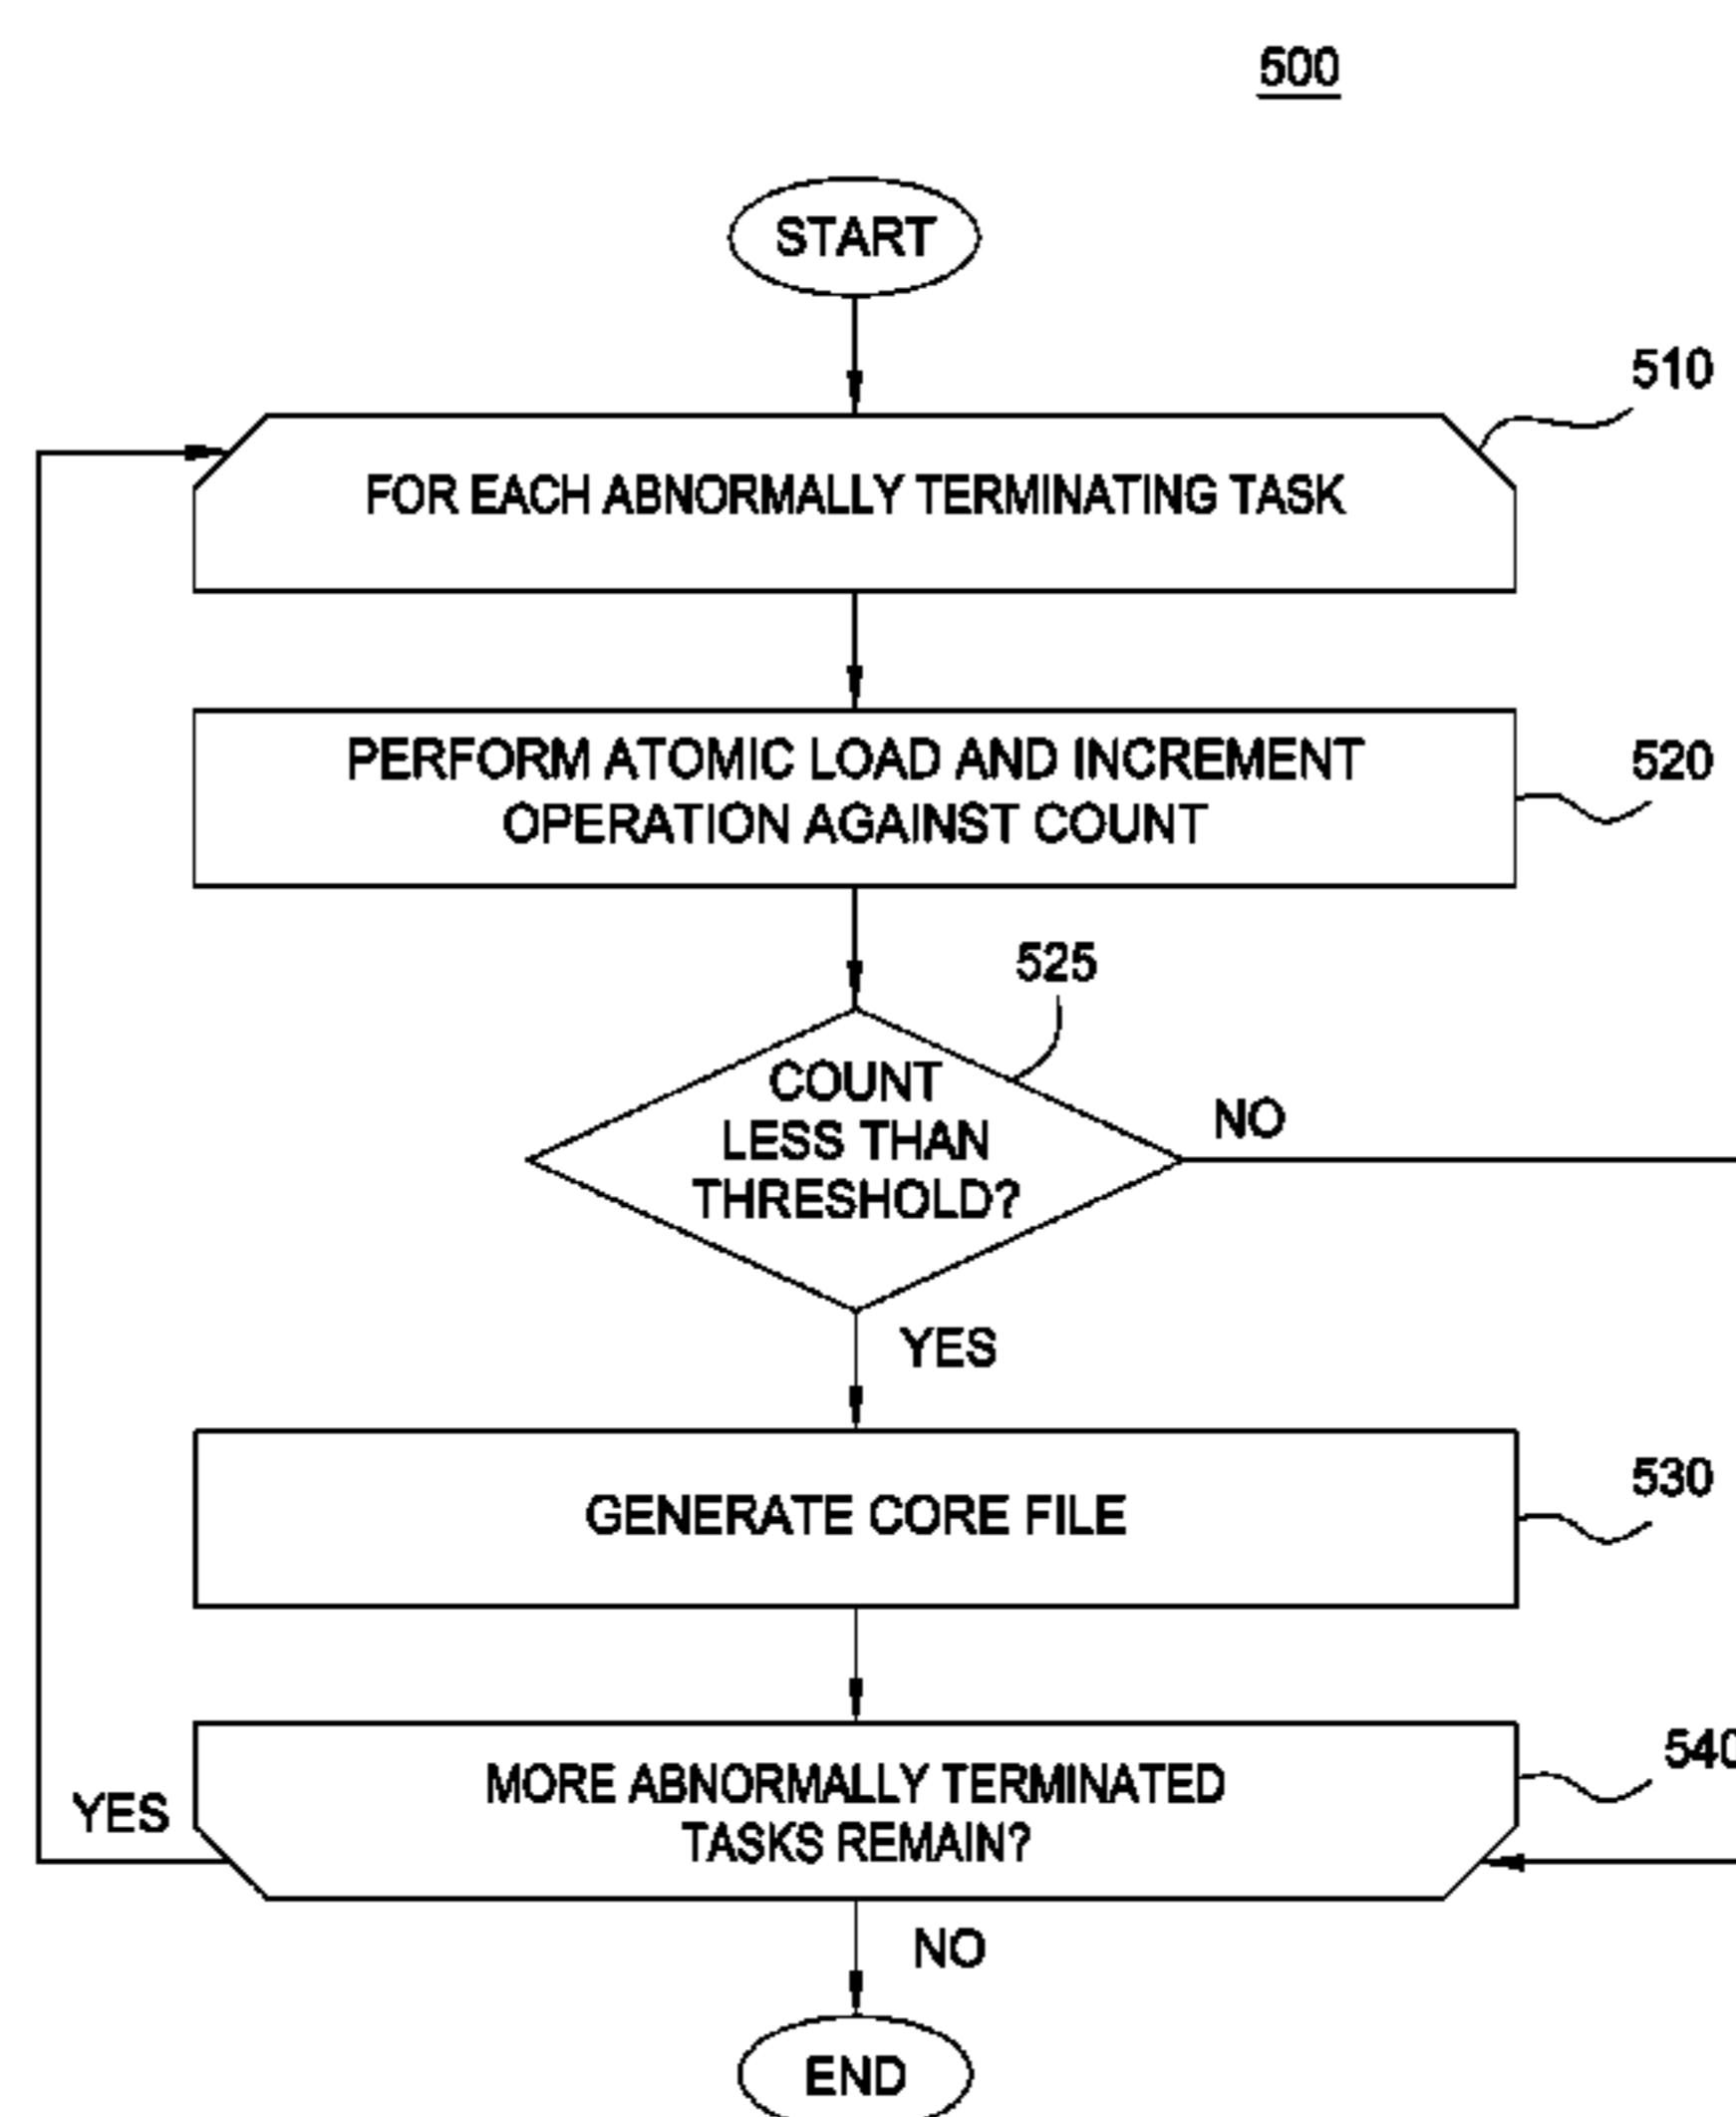 500
START
510
FOR EACH ABNORMALLY TERMINATING TASK
PERFORM ATOMIC LOAD AND INCREMENT
OPERATION AGAINST COUNT
520
525
COUNT
LESS THAN
THRESHOLD?
NO
YES
GENERATE CORE FILE
530
MORE ABNORMALLY TERMINATED
TASKS REMAIN?
540
YES
NO
END